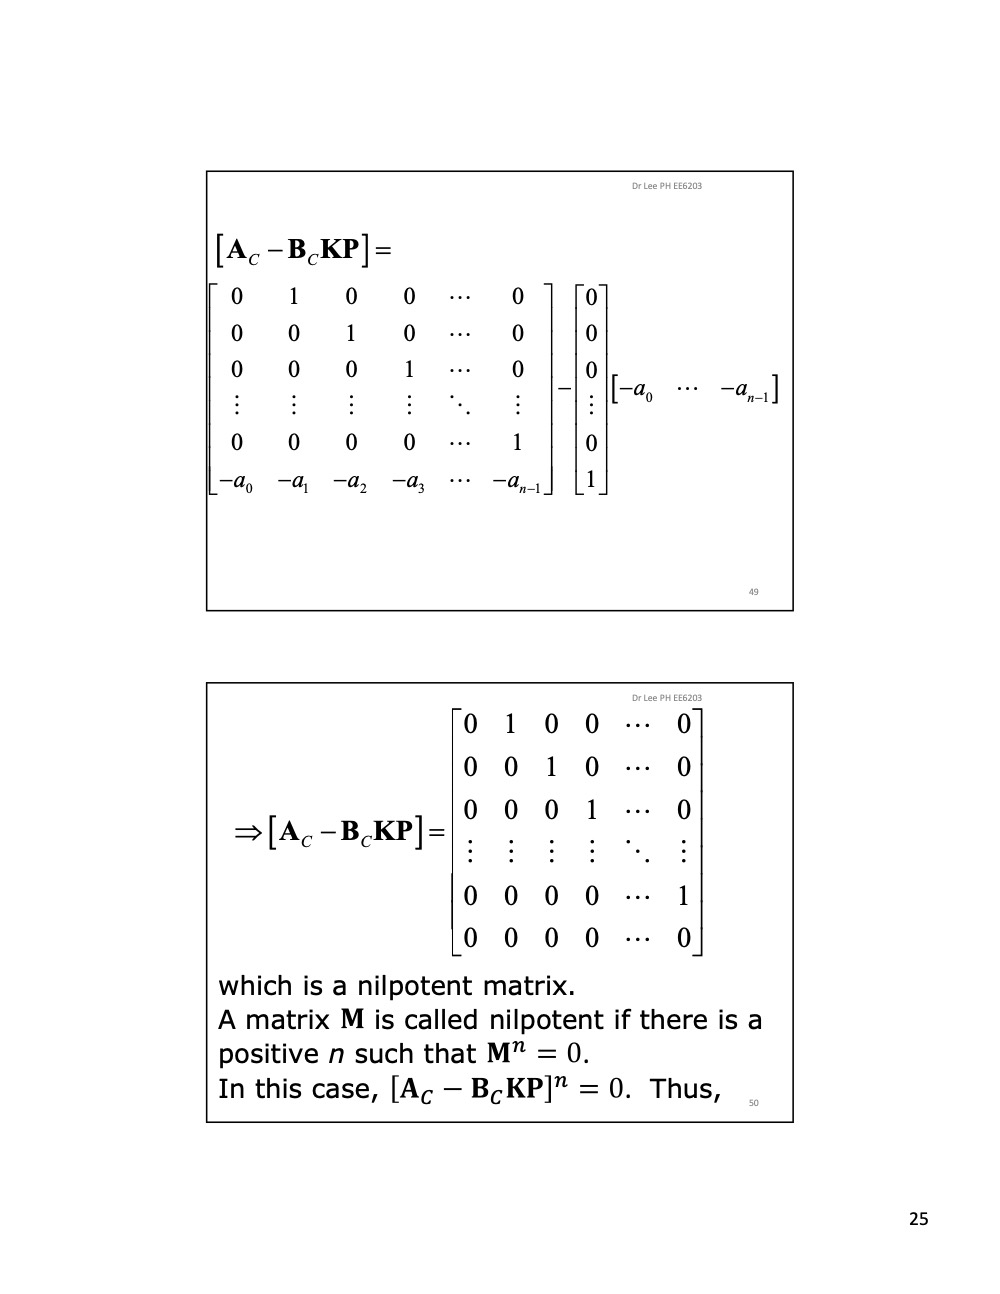 Dr Lee PH EE6203
[A_C − B_C KP] =
[0 1 0 0 ⋯ 0
0 0 1 0 ⋯ 0
0 0 0 1 ⋯ 0
⋮ ⋮ ⋮ ⋮ ⋱ ⋮
0 0 0 0 ⋯ 1
−a_0 −a_1 −a_2 −a_3 ⋯ −a_{n−1}]
−
[0
0
0
⋮
0
1]
[−a_0 ⋯ −a_{n−1}]
49
Dr Lee PH EE6203
⇒ [A_C − B_C KP] =
[0 1 0 0 ⋯ 0
0 0 1 0 ⋯ 0
0 0 0 1 ⋯ 0
⋮ ⋮ ⋮ ⋮ ⋱ ⋮
0 0 0 0 ⋯ 1
0 0 0 0 ⋯ 0]
which is a nilpotent matrix.
A matrix M is called nilpotent if there is a
positive n such that Mⁿ = 0.
In this case, [A_C − B_C KP]ⁿ = 0. Thus,
50
25